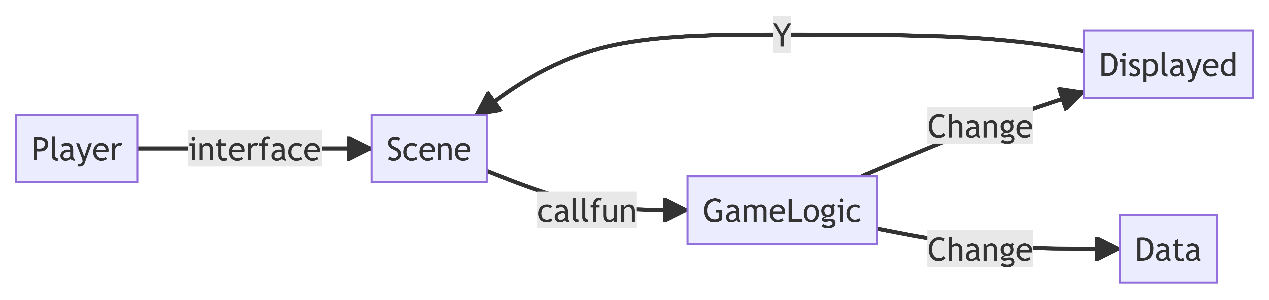 Y
Displayed
Player
interface
Scene
Change
callfun
GameLogic
Change
Data